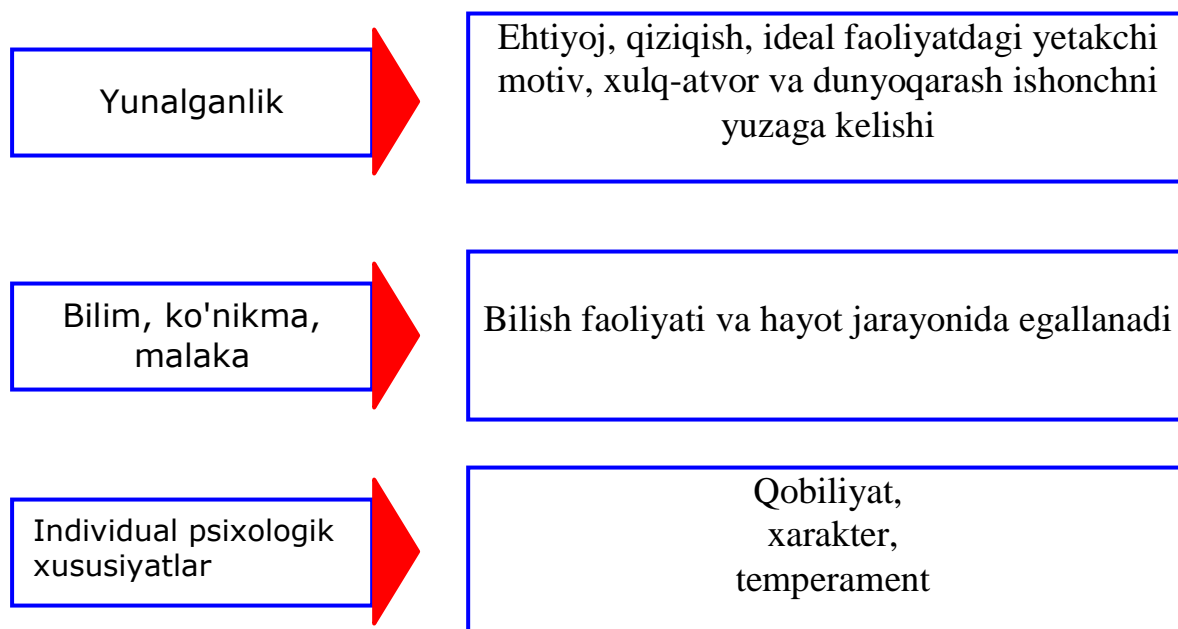 Yunalganlik
Ehtiyoj, qiziqish, ideal faoliyatdagi yetakchi
motiv, xulq-atvor va dunyoqarash ishonchni
yuzaga kelishi
Bilim, ko'nikma,
malaka
Bilish faoliyati va hayot jarayonida egallanadi
Individual psixologik
xususiyatlar
Qobiliyat,
xarakter,
temperament